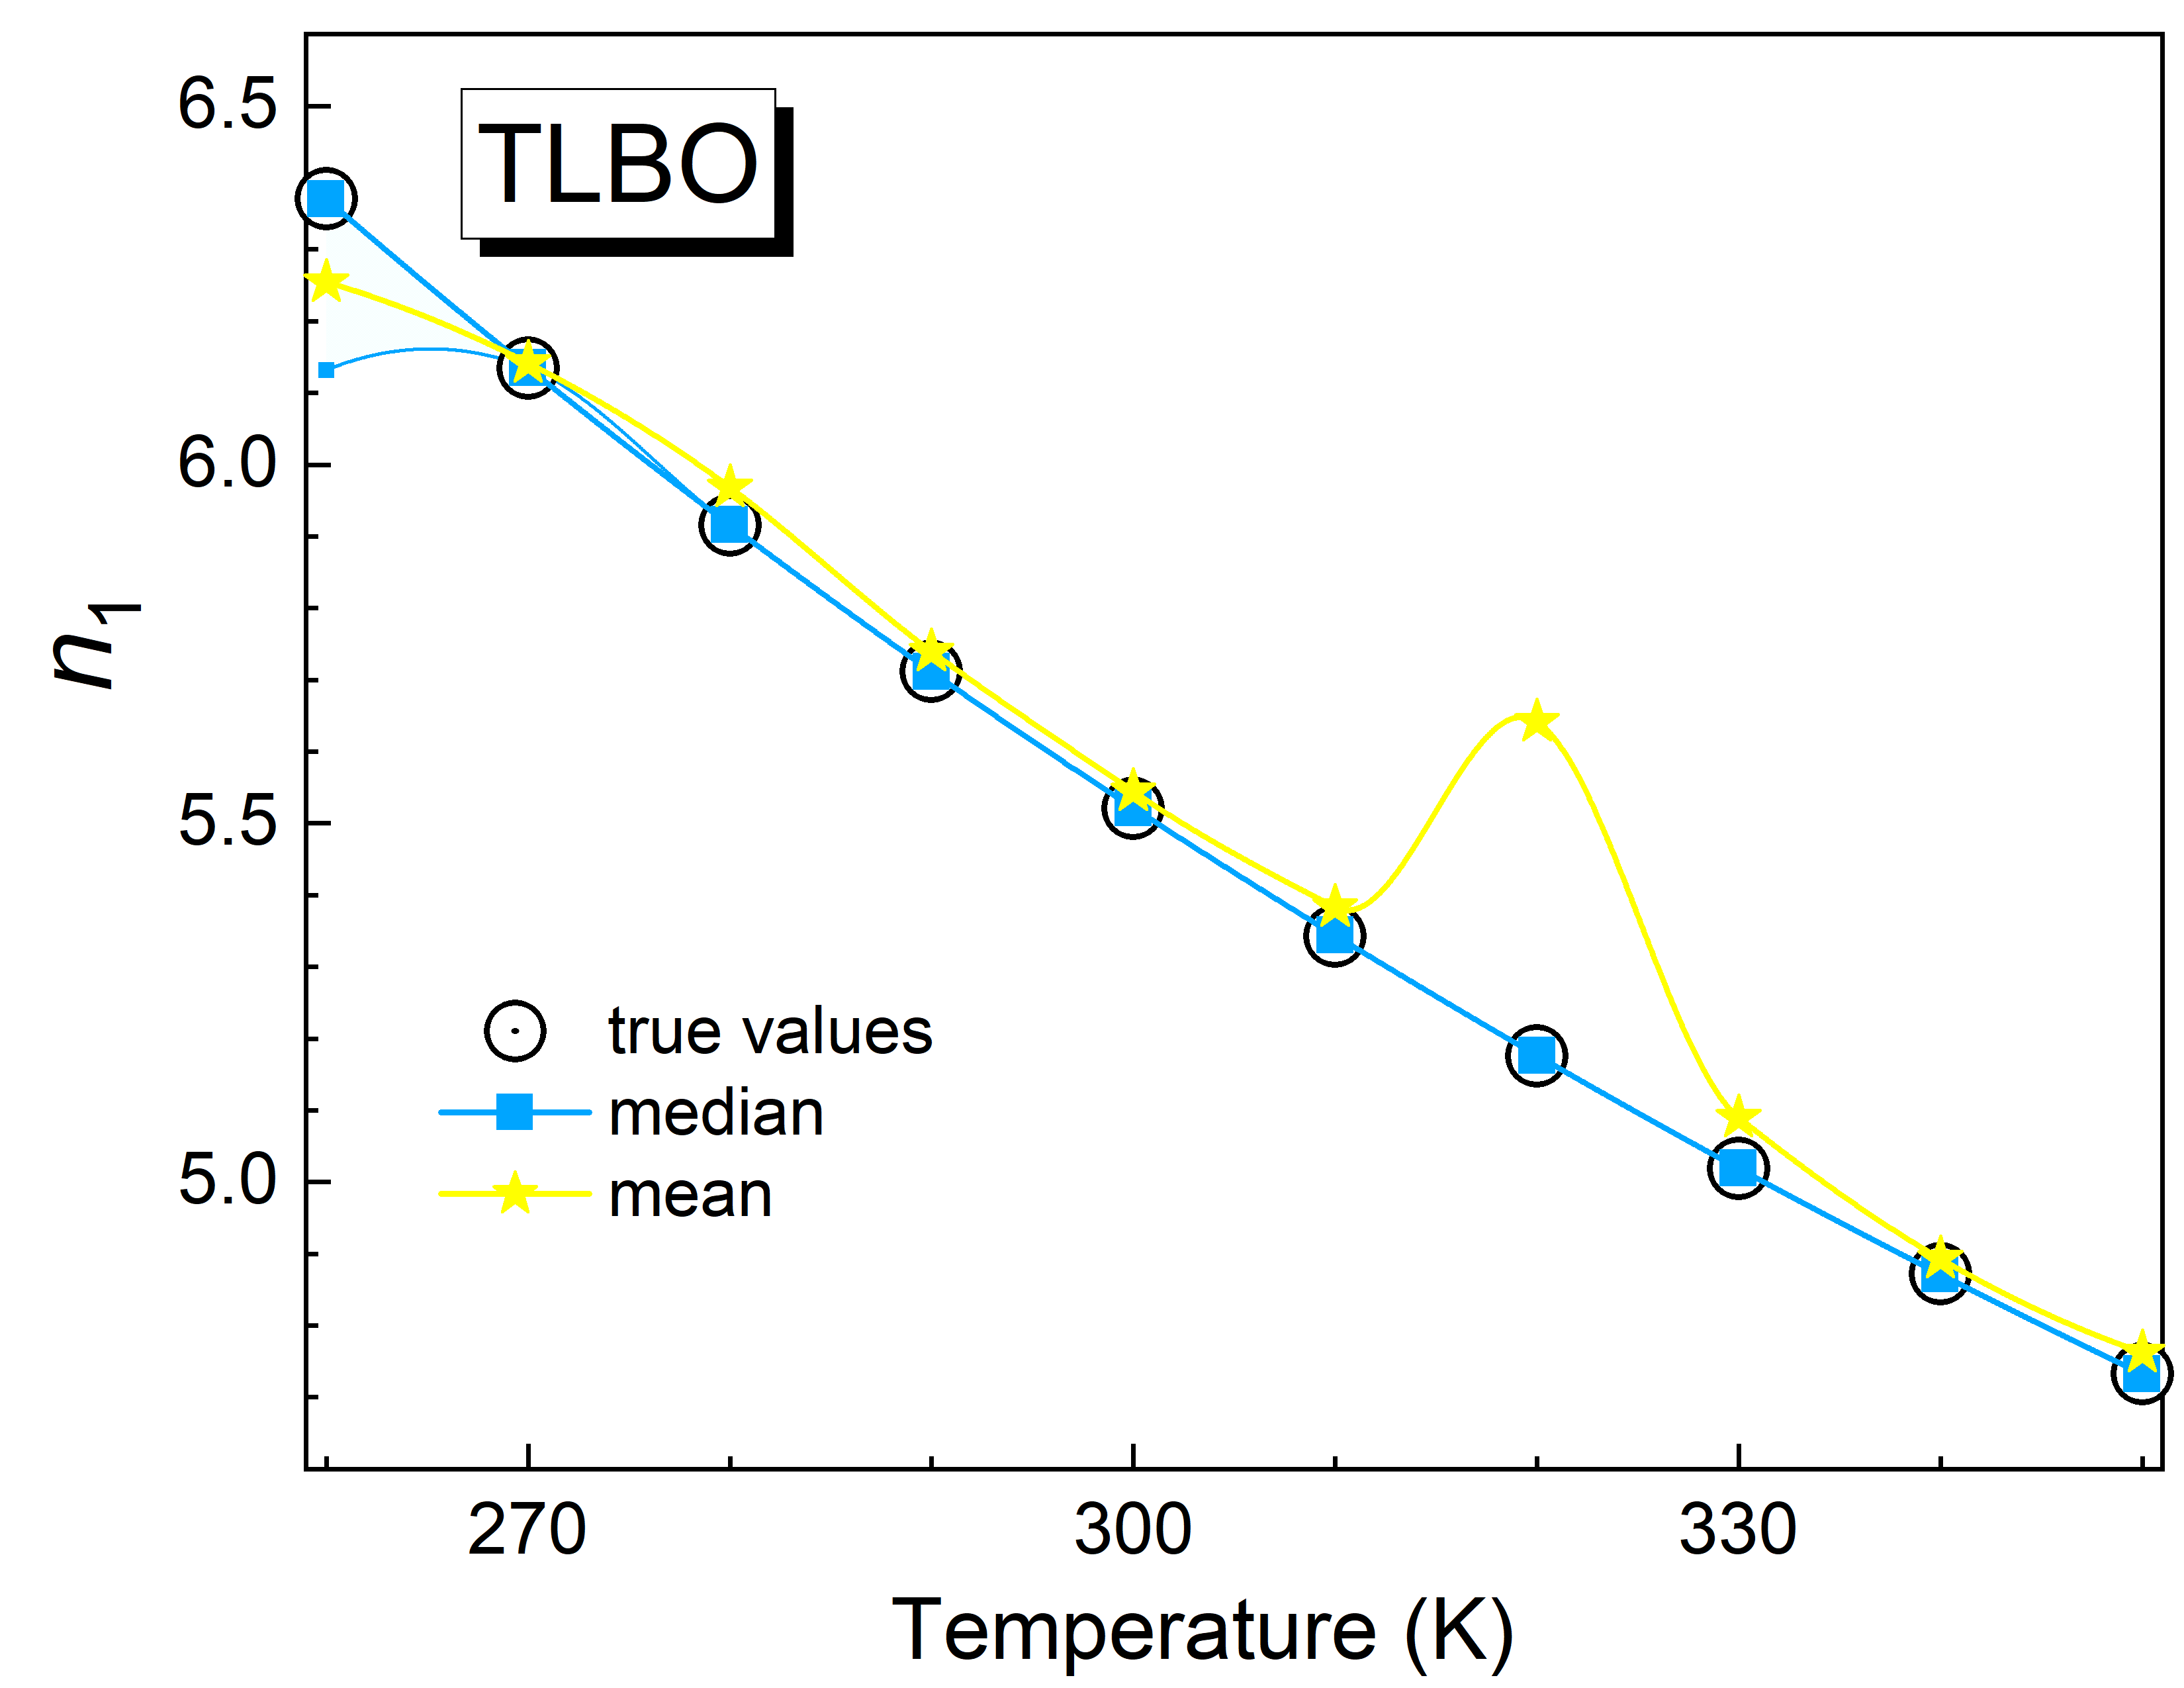 6.5
TLBO
6.0
n1
5.5
true values
median
5.0
mean
270 300 330
Temperature (K)